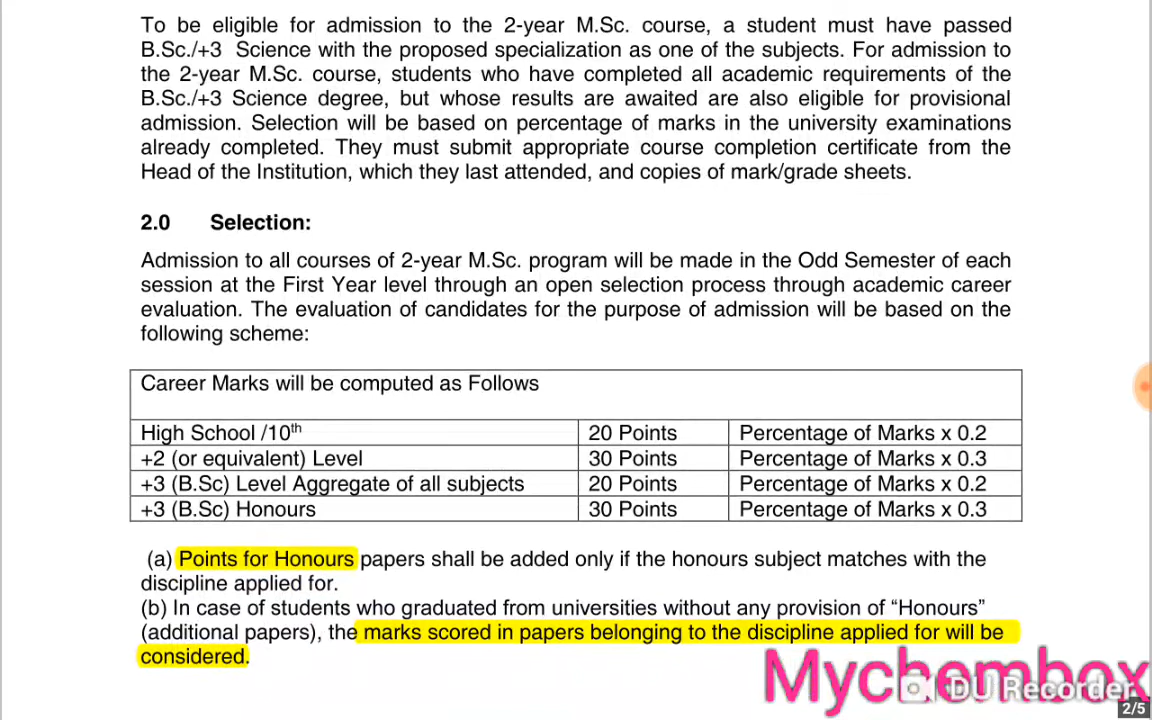 To be eligible for admission to the 2-year M.Sc. course, a student must have passed
B.Sc./+3 Science with the proposed specialization as one of the subjects. For admission to
the 2-year M.Sc. course, students who have completed all academic requirements of the
B.Sc./+3 Science degree, but whose results are awaited are also eligible for provisional
admission. Selection will be based on percentage of marks in the university examinations
already completed. They must submit appropriate course completion certificate from the
Head of the Institution, which they last attended, and copies of mark/grade sheets.
2.0 Selection:
Admission to all courses of 2-year M.Sc. program will be made in the Odd Semester of each
session at the First Year level through an open selection process through academic career
evaluation. The evaluation of candidates for the purpose of admission will be based on the
following scheme:
Career Marks will be computed as Follows
High School /10th 20 Points Percentage of Marks x 0.2
+2 (or equivalent) Level 30 Points Percentage of Marks x 0.3
+3 (B.Sc) Level Aggregate of all subjects 20 Points Percentage of Marks x 0.2
+3 (B.Sc) Honours 30 Points Percentage of Marks x 0.3
(a) Points for Honours papers shall be added only if the honours subject matches with the
discipline applied for.
(b) In case of students who graduated from universities without any provision of “Honours”
(additional papers), the marks scored in papers belonging to the discipline applied for will be
considered.
Mychembox
DU Recorder
2/5